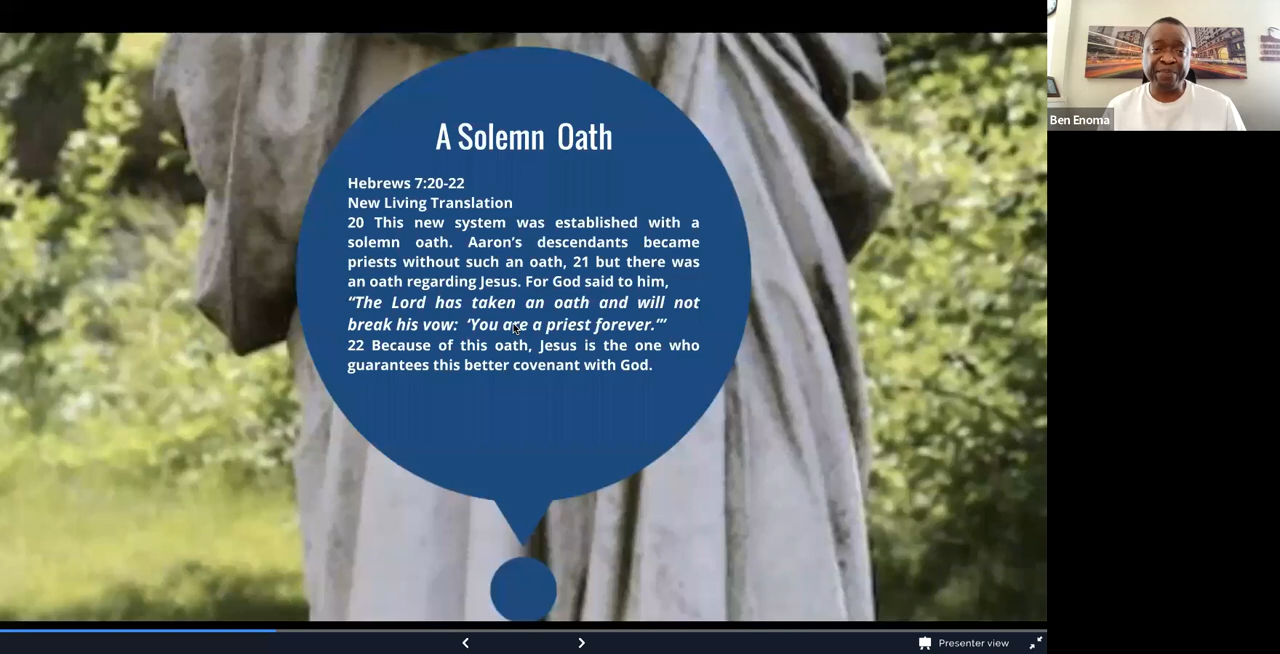 A Solemn Oath
Hebrews 7:20-22
New Living Translation
20 This new system was established with a
solemn oath. Aaron’s descendants became
priests without such an oath, 21 but there was
an oath regarding Jesus. For God said to him,
“The Lord has taken an oath and will not
break his vow: ‘You are a priest forever.’”
22 Because of this oath, Jesus is the one who
guarantees this better covenant with God.
Ben Enoma
Presenter view